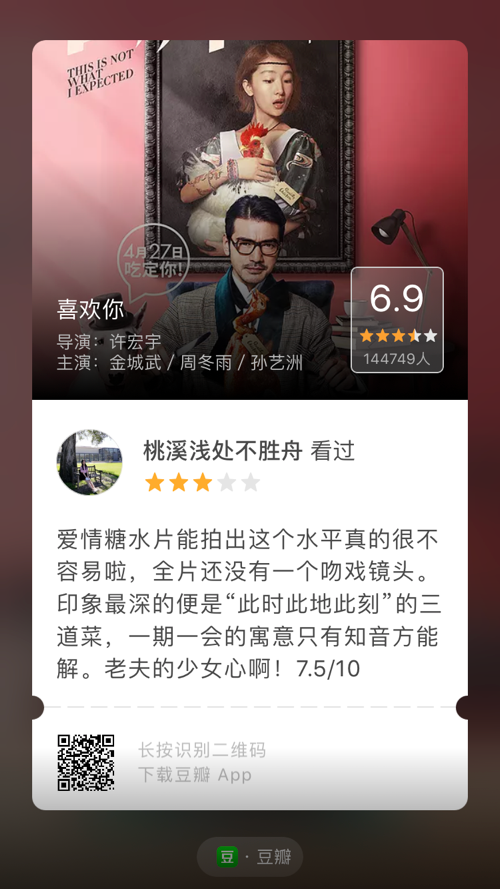 THIS IS NOT
WHAT
I EXPECTED
4月27日
吃定你!
喜欢你
导演：许宏宇
主演：金城武 / 周冬雨 / 孙艺洲
6.9
144749人
桃溪浅处不胜舟 看过
爱情糖水片能拍出这个水平真的很不
容易啦，全片还没有一个吻戏镜头。
印象最深的便是“此时此地此刻”的三
道菜，一期一会的寓意只有知音方能
解。老夫的少女心啊！7.5/10
长按识别二维码
下载豆瓣 App
豆 · 豆瓣